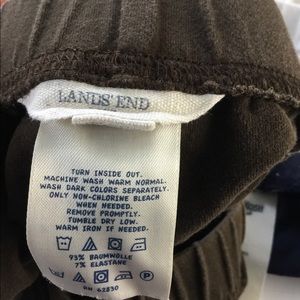 LANDS' END
TURN INSIDE OUT.
MACHINE WASH WARM NORMAL.
WASH DARK COLORS SEPARATELY.
ONLY NON-CHLORINE BLEACH
WHEN NEEDED.
REMOVE PROMPTLY.
TUMBLE DRY LOW.
WARM IRON IF NEEDED.
93% BAUMWOLLE
7% ELASTANE
RN 62830